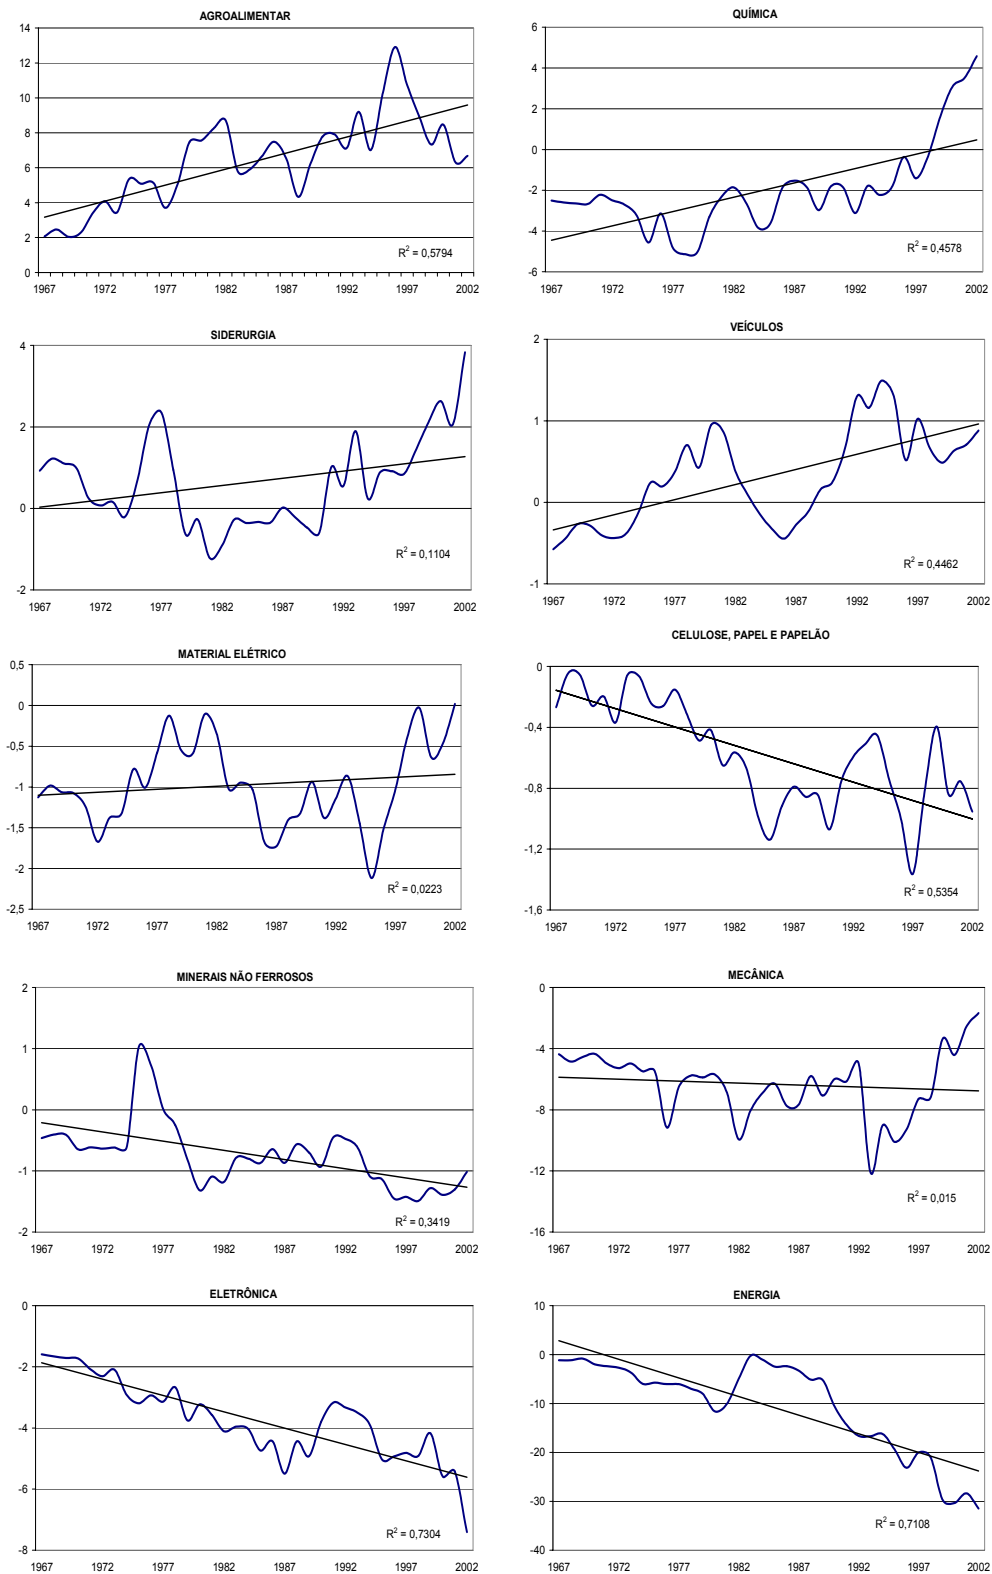 AGROALIMENTAR
14
12
10
8
6
4
2
0
R² = 0,5794
1967 1972 1977 1982 1987 1992 1997 2002
QUÍMICA
6
4
2
0
-2
-4
-6
R² = 0,4578
1967 1972 1977 1982 1987 1992 1997 2002
SIDERURGIA
4
2
0
-2
R² = 0,1104
1967 1972 1977 1982 1987 1992 1997 2002
VEÍCULOS
2
1
0
-1
R² = 0,4462
1967 1972 1977 1982 1987 1992 1997 2002
MATERIAL ELÉTRICO
0,5
0
-0,5
-1
-1,5
-2
-2,5
R² = 0,0223
1967 1972 1977 1982 1987 1992 1997 2002
CELULOSE, PAPEL E PAPELÃO
0
-0,4
-0,8
-1,2
-1,6
R² = 0,5354
1967 1972 1977 1982 1987 1992 1997 2002
MINERAIS NÃO FERROSOS
2
1
0
-1
-2
R² = 0,3419
1967 1972 1977 1982 1987 1992 1997 2002
MECÂNICA
0
-4
-8
-12
-16
R² = 0,015
1967 1972 1977 1982 1987 1992 1997 2002
ELETRÔNICA
0
-2
-4
-6
-8
R² = 0,7304
1967 1972 1977 1982 1987 1992 1997 2002
ENERGIA
10
0
-10
-20
-30
-40
R² = 0,7108
1967 1972 1977 1982 1987 1992 1997 2002